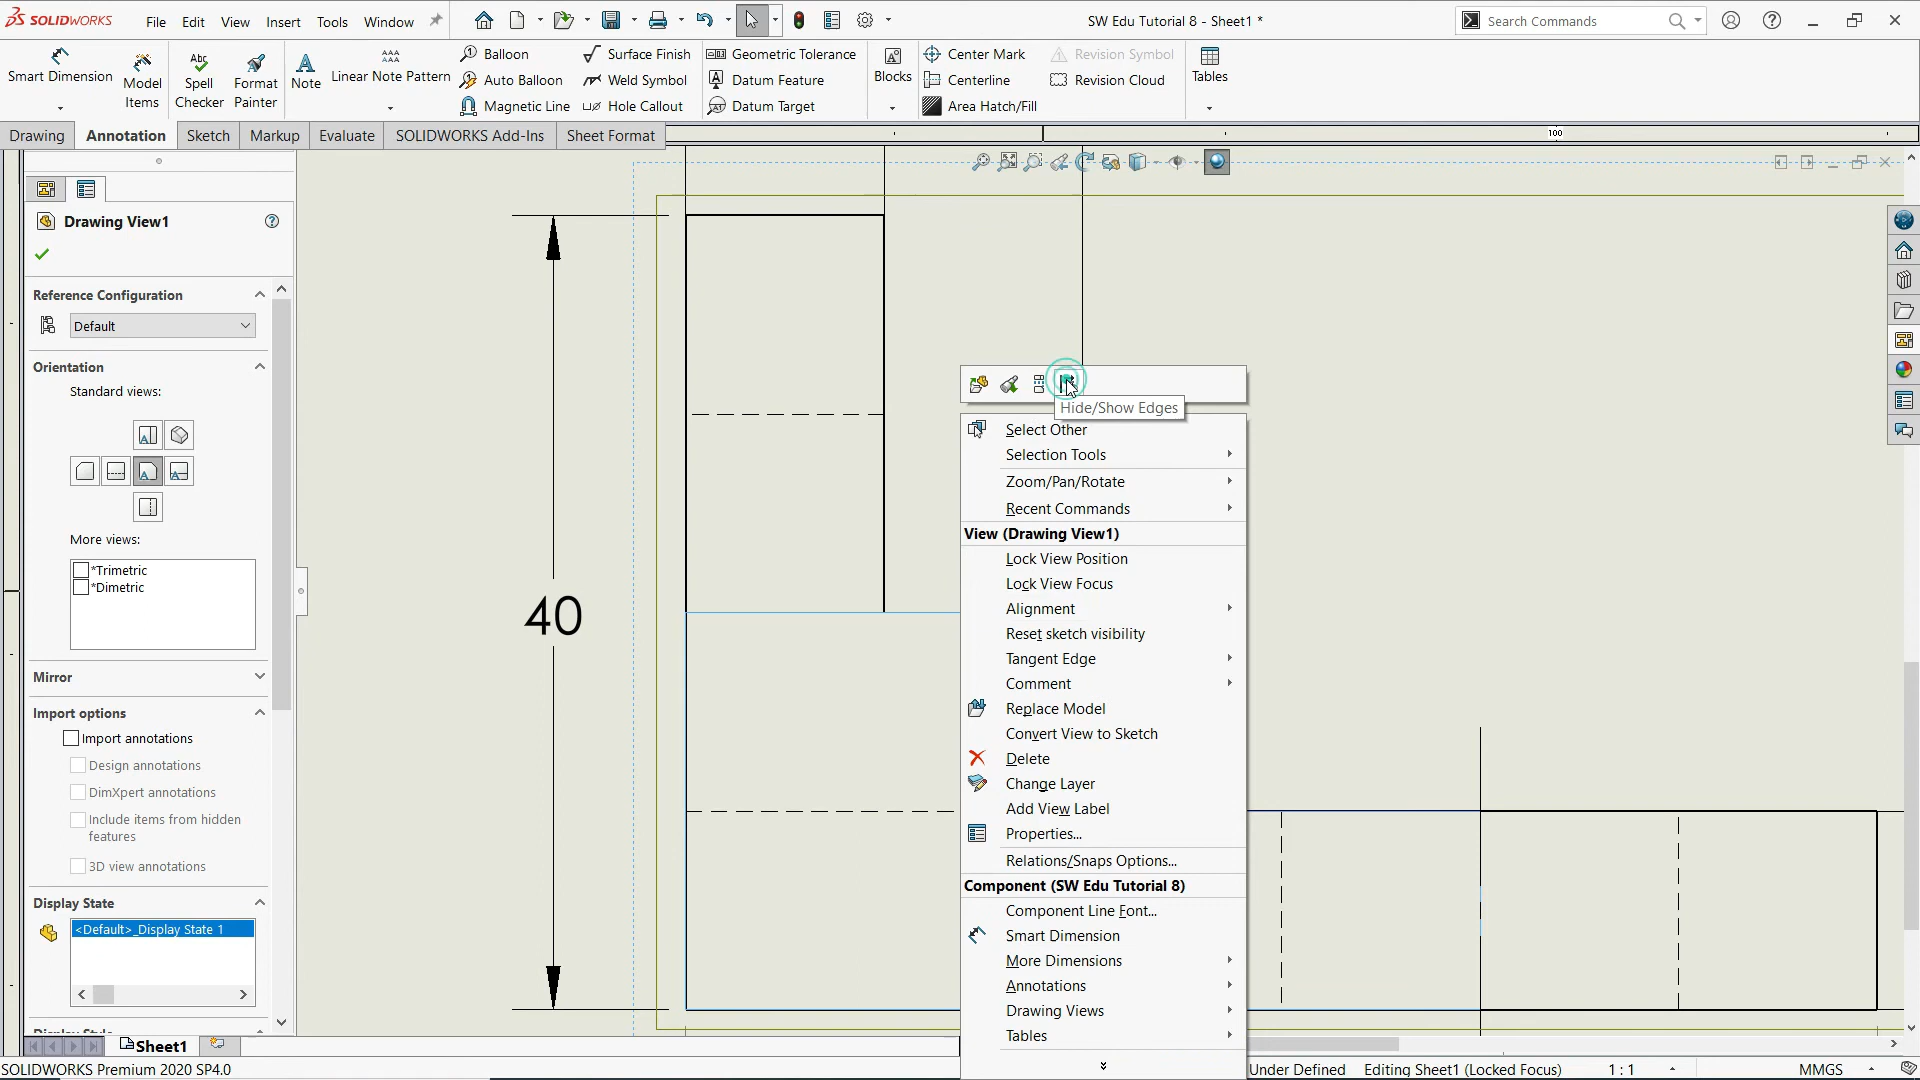 SOLIDWORKS
File Edit View Insert Tools Window
SW Edu Tutorial 8 - Sheet1 *
Search Commands
Smart Dimension
Model Items
Spell Checker
Format Painter
Note
Linear Note Pattern
Balloon
Auto Balloon
Magnetic Line
Surface Finish
Weld Symbol
Hole Callout
Geometric Tolerance
Datum Feature
Datum Target
Blocks
Center Mark
Centerline
Area Hatch/Fill
Revision Symbol
Revision Cloud
Tables
Drawing Annotation Sketch Markup Evaluate SOLIDWORKS Add-Ins Sheet Format
100
Drawing View1
Reference Configuration
Default
Orientation
Standard views:
More views:
*Trimetric
*Dimetric
Mirror
Import options
Import annotations
Design annotations
DimXpert annotations
Include items from hidden
features
3D view annotations
Display State
<Default>_Display State 1
Display Style
40
Hide/Show Edges
Select Other
Selection Tools
Zoom/Pan/Rotate
Recent Commands
View (Drawing View1)
Lock View Position
Lock View Focus
Alignment
Reset sketch visibility
Tangent Edge
Comment
Replace Model
Convert View to Sketch
Delete
Change Layer
Add View Label
Properties...
Relations/Snaps Options...
Component (SW Edu Tutorial 8)
Component Line Font...
Smart Dimension
More Dimensions
Annotations
Drawing Views
Tables
Sheet1
SOLIDWORKS Premium 2020 SP4.0
Under Defined Editing Sheet1 (Locked Focus) 1 : 1 MMGS